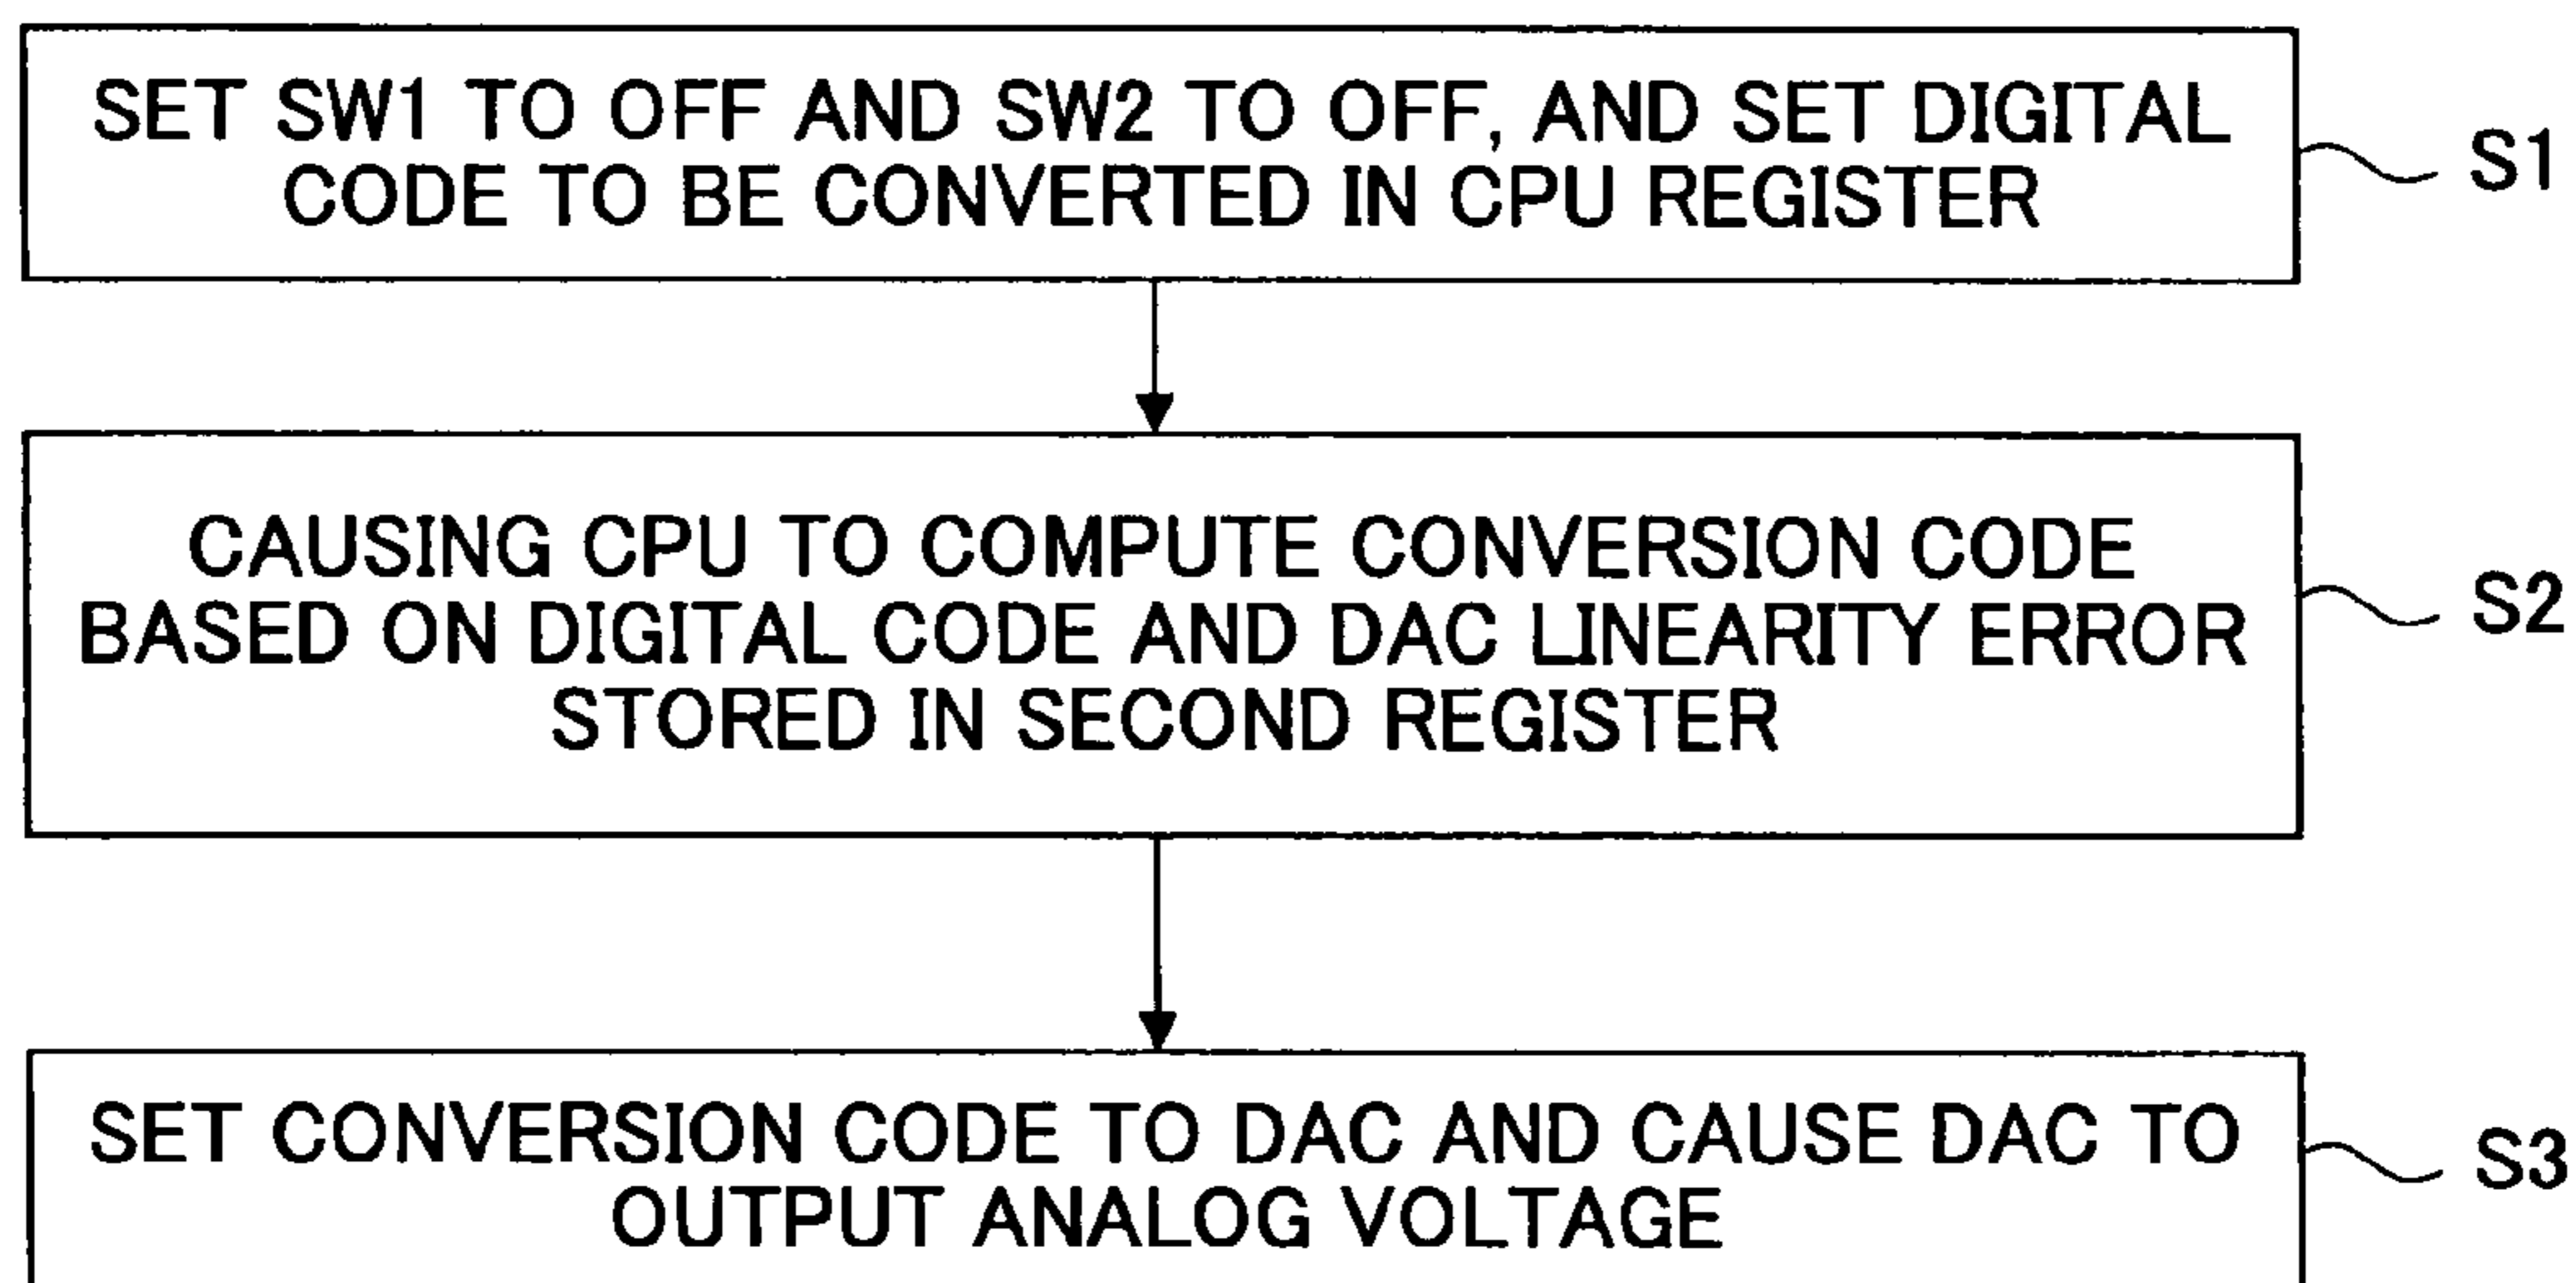 SET SW1 TO OFF AND SW2 TO OFF, AND SET DIGITAL
CODE TO BE CONVERTED IN CPU REGISTER
S1
CAUSING CPU TO COMPUTE CONVERSION CODE
BASED ON DIGITAL CODE AND DAC LINEARITY ERROR
STORED IN SECOND REGISTER
S2
SET CONVERSION CODE TO DAC AND CAUSE DAC TO
OUTPUT ANALOG VOLTAGE
S3